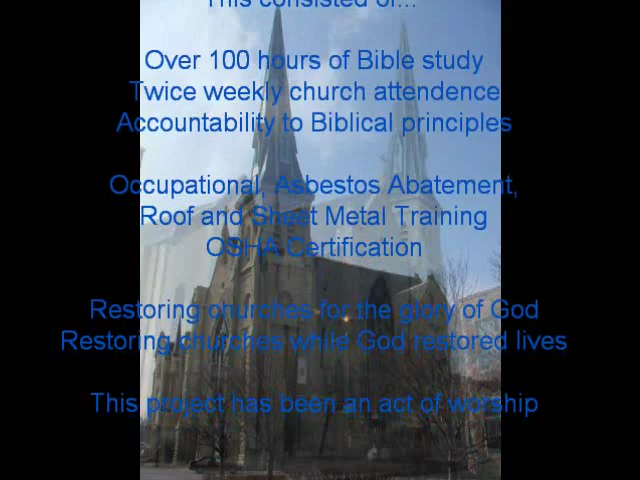 This consisted of...
Over 100 hours of Bible study
Twice weekly church attendence
Accountability to Biblical principles
Occupational, Asbestos Abatement,
Roof and Sheet Metal Training
OSHA Certification
Restoring churches for the glory of God
Restoring churches while God restored lives
This project has been an act of worship